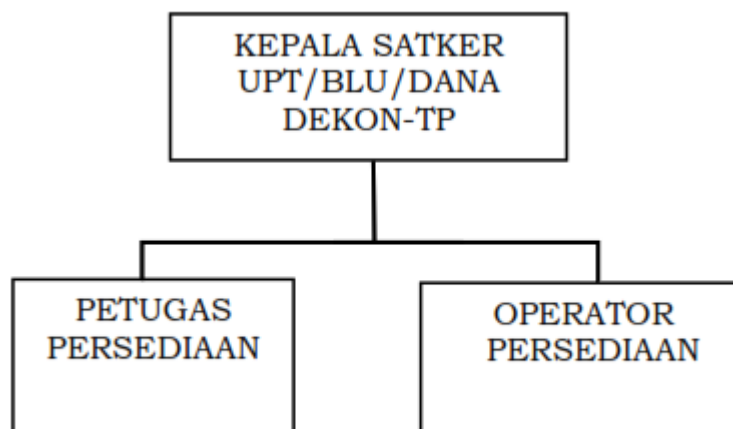 KEPALA SATKER
UPT/BLU/DANA
DEKON-TP
PETUGAS
PERSEDIAAN
OPERATOR
PERSEDIAAN